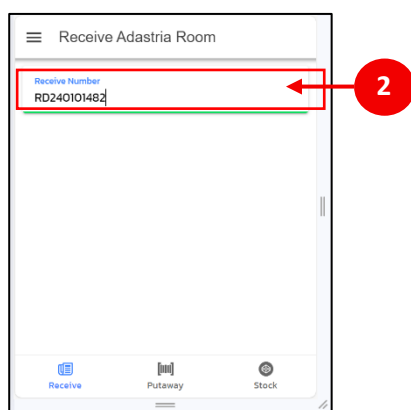 Receive Adastria Room
Receive Number
RD240101482
2
Receive
Putaway
Stock